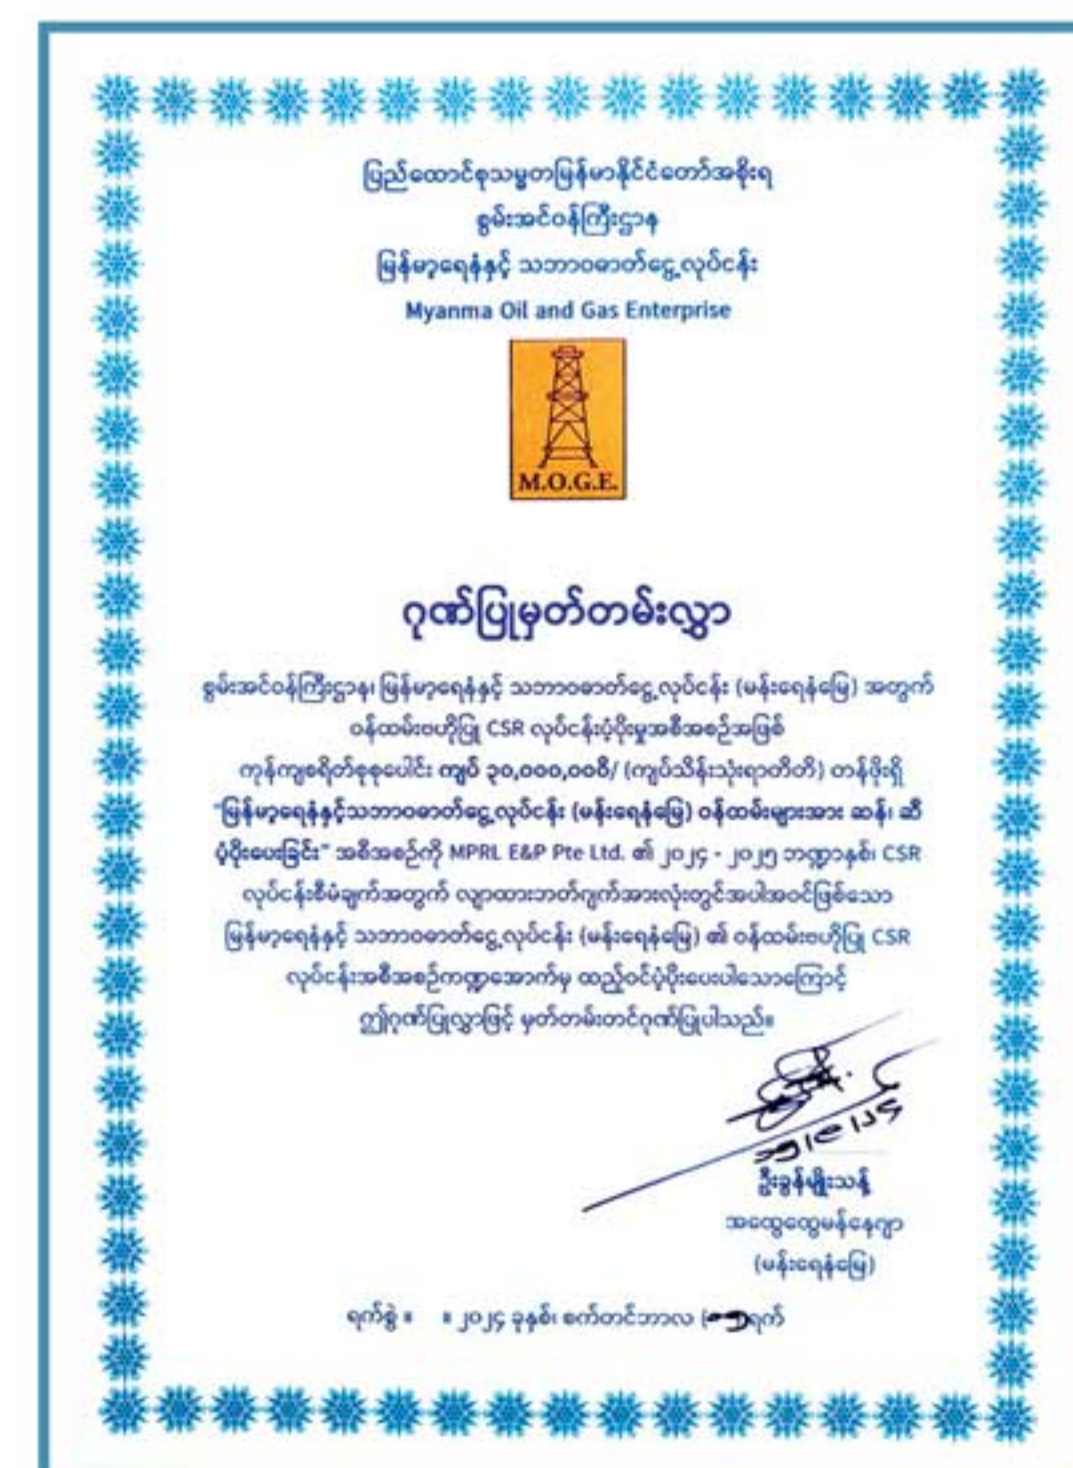 ပြည်ထောင်စုသမ္မတမြန်မာနိုင်ငံတော်အစိုးရ
စွမ်းအင်ဝန်ကြီးဌာန
မြန်မာ့ရေနံနှင့် သဘာဝဓာတ်ငွေ့လုပ်ငန်း
Myanma Oil and Gas Enterprise
M.O.G.E.
ဂုဏ်ပြုမှတ်တမ်းလွှာ
စွမ်းအင်ဝန်ကြီးဌာန၊ မြန်မာ့ရေနံနှင့် သဘာဝဓာတ်ငွေ့လုပ်ငန်း (မန်းရေနံမြေ) အတွက်
ဝန်ထမ်းဗဟိုပြု CSR လုပ်ငန်းပံ့ပိုးမှုအစီအစဉ်အဖြစ်
ကုန်ကျစရိတ်စုစုပေါင်း ကျပ် ၃၀,၀၀၀,၀၀၀ိ/ (ကျပ်သိန်းသုံးရာတိတိ) တန်ဖိုးရှိ
"မြန်မာ့ရေနံနှင့်သဘာဝဓာတ်ငွေ့လုပ်ငန်း (မန်းရေနံမြေ) ဝန်ထမ်းများအား ဆန်၊ ဆီ
ပံ့ပိုးပေးခြင်း" အစီအစဉ်ကို MPRL E&P Pte Ltd. ၏ ၂၀၂၄ - ၂၀၂၅ ဘဏ္ဍာနှစ်၊ CSR
လုပ်ငန်းစီမံချက်အတွက် လျာထားဘတ်ဂျက်အားလုံးတွင်အပါအဝင်ဖြစ်သော
မြန်မာ့ရေနံနှင့် သဘာဝဓာတ်ငွေ့လုပ်ငန်း (မန်းရေနံမြေ) ၏ ဝန်ထမ်းဗဟိုပြု CSR
လုပ်ငန်းအစီအစဉ်ကဏ္ဍအောက်မှ ထည့်ဝင်ပံ့ပိုးပေးပါသောကြောင့်
ဤဂုဏ်ပြုလွှာဖြင့် မှတ်တမ်းတင်ဂုဏ်ပြုပါသည်။
ဦးခွန်မျိုးသန့်
အထွေထွေမန်နေဂျာ
(မန်းရေနံမြေ)
ရက်စွဲ ။ ။ ၂၀၂၄ ခုနှစ်၊ စက်တင်ဘာလ ရက်